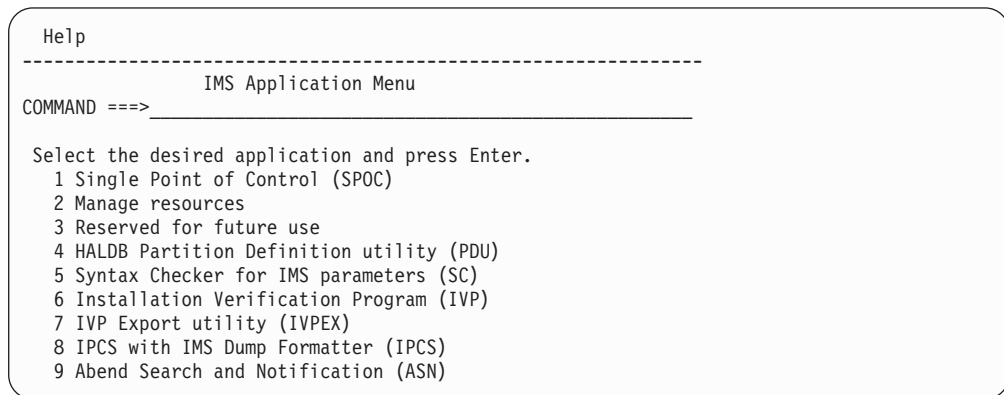 Help
-----------------------------------------------------------------
IMS Application Menu
COMMAND ===>____________________________________________________
Select the desired application and press Enter.
1 Single Point of Control (SPOC)
2 Manage resources
3 Reserved for future use
4 HALDB Partition Definition utility (PDU)
5 Syntax Checker for IMS parameters (SC)
6 Installation Verification Program (IVP)
7 IVP Export utility (IVPEX)
8 IPCS with IMS Dump Formatter (IPCS)
9 Abend Search and Notification (ASN)